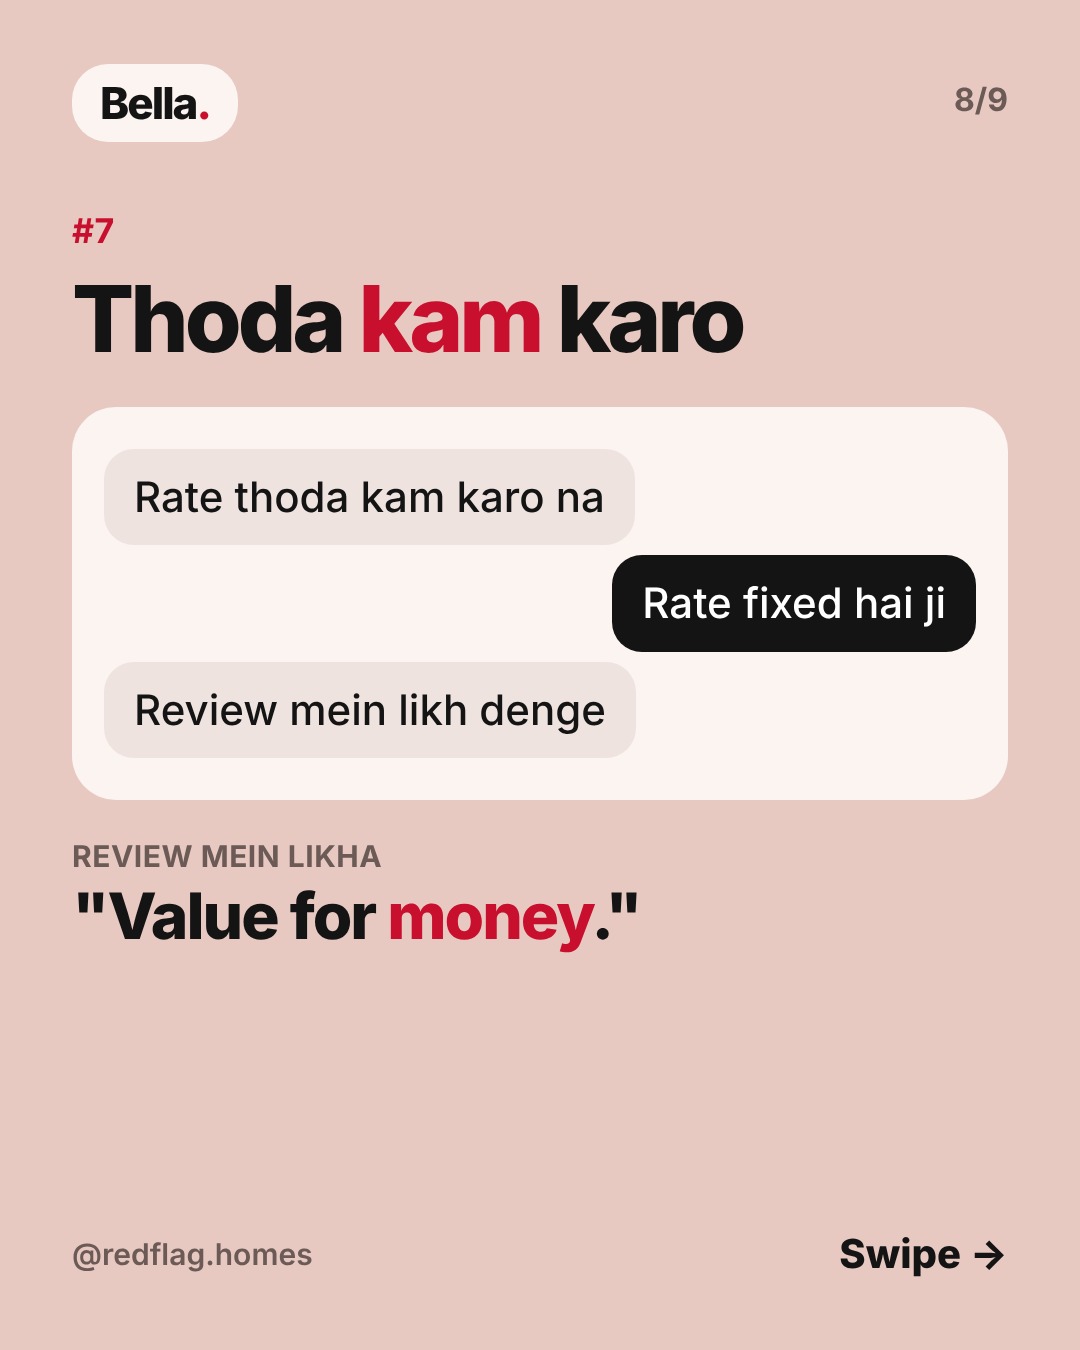 Bella.
8/9
#7
Thoda kam karo
Rate thoda kam karo na
Rate fixed hai ji
Review mein likh denge
REVIEW MEIN LIKHA
"Value for money."
@redflag.homes
Swipe →